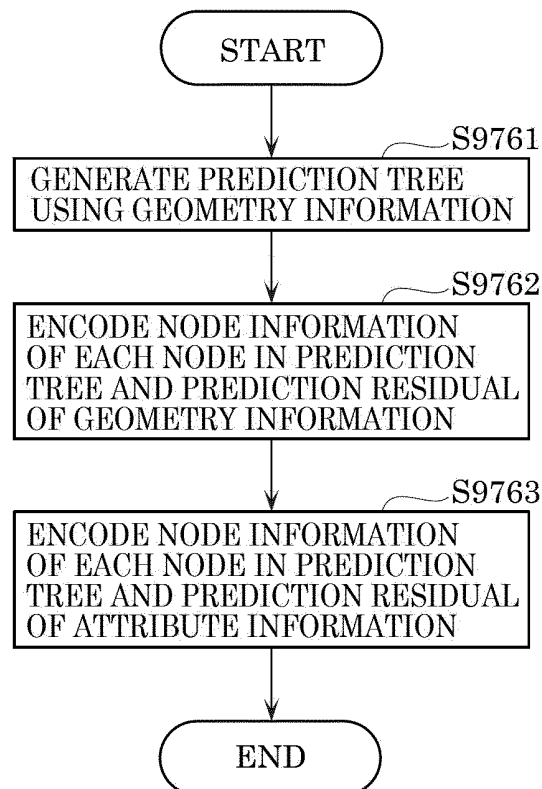 START
S9761
GENERATE PREDICTION TREE
USING GEOMETRY INFORMATION
S9762
ENCODE NODE INFORMATION
OF EACH NODE IN PREDICTION
TREE AND PREDICTION RESIDUAL
OF GEOMETRY INFORMATION
S9763
ENCODE NODE INFORMATION
OF EACH NODE IN PREDICTION
TREE AND PREDICTION RESIDUAL
OF ATTRIBUTE INFORMATION
END